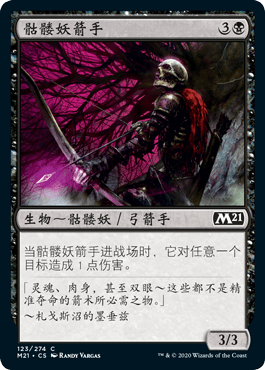 骷髅妖箭手 3
生物～骷髅妖／弓箭手 M21
当骷髅妖箭手进战场时，它对任意一个
目标造成1点伤害。
「灵魂、肉身，甚至双眼～这些都不是精
准夺命的箭术所必需之物。」
～札戈斯沼的墨垂兹
3/3
123/274 C
M21 • CS RANDY VARGAS
™ & © 2020 Wizards of the Coast